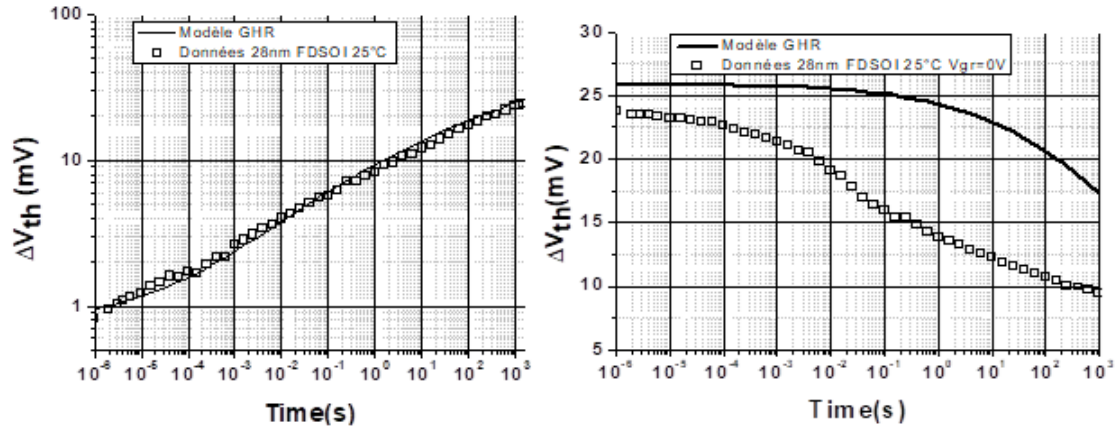 100
10
1
ΔVth (mV)
Modèle GHR
Données 28nm FDSOI 25°C
10-6 10-5 10-4 10-3 10-2 10-1 100 101 102 103
Time(s)
30
25
20
15
10
5
ΔVth(mV)
Modèle GHR
Données 28nm FDSOI 25°C Vgr=0V
10-6 10-5 10-4 10-3 10-2 10-1 100 101 102 103
Time(s)